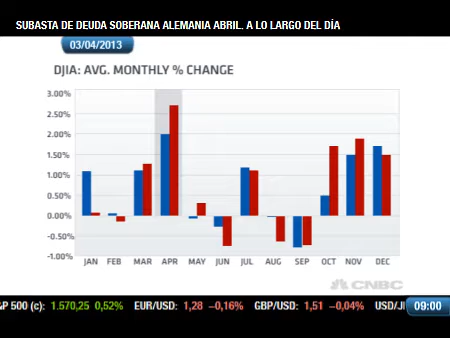 SUBASTA DE DEUDA SOBERANA ALEMANIA ABRIL. A LO LARGO DEL DÍA
03/04/2013
DJIA: AVG. MONTHLY % CHANGE
3.00%
2.50%
2.00%
1.50%
1.00%
0.50%
0.00%
-0.50%
-1.00%
JAN FEB MAR APR MAY JUN JUL AUG SEP OCT NOV DEC
CNBC
&P 500 (c): 1.570,25 0,52% EUR/USD: 1,28 -0,16% GBP/USD: 1,51 -0,04% USD/J 09:00